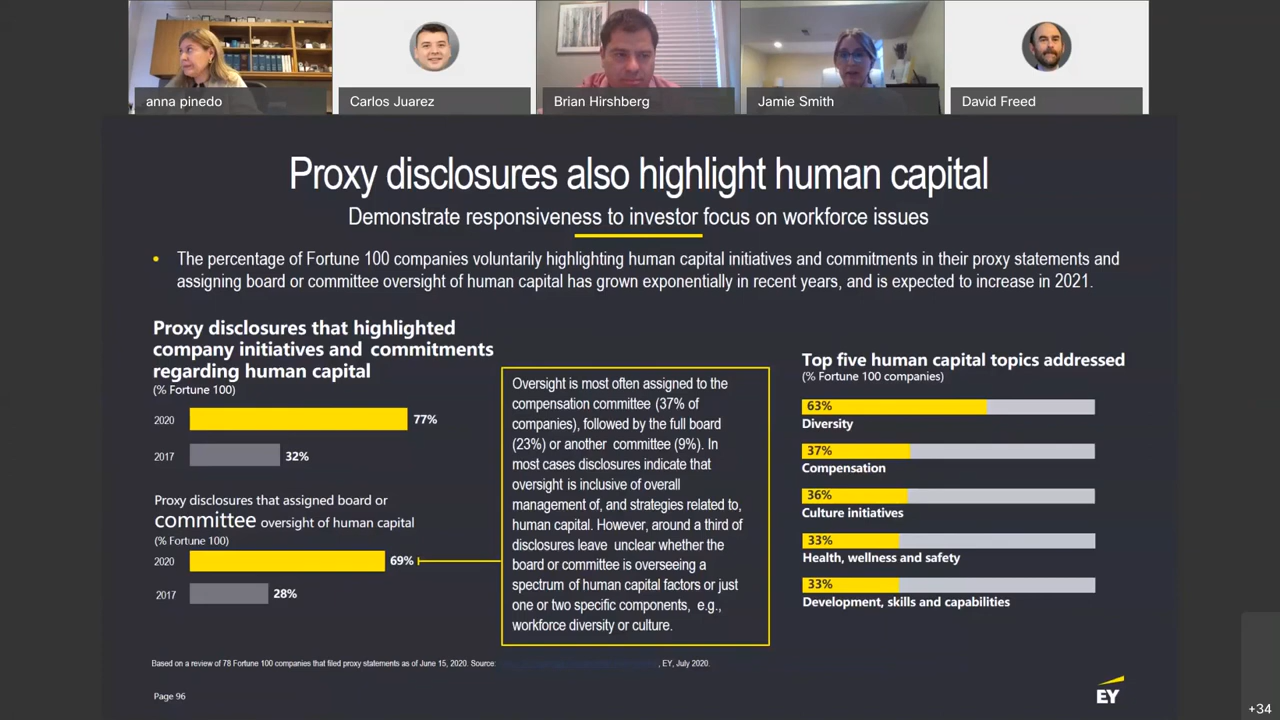 anna pinedo
Carlos Juarez
Brian Hirshberg
Jamie Smith
David Freed
Proxy disclosures also highlight human capital
Demonstrate responsiveness to investor focus on workforce issues
• The percentage of Fortune 100 companies voluntarily highlighting human capital initiatives and commitments in their proxy statements and
assigning board or committee oversight of human capital has grown exponentially in recent years, and is expected to increase in 2021.
Proxy disclosures that highlighted
company initiatives and commitments
regarding human capital
(% Fortune 100)
2020 77%
2017 32%
Proxy disclosures that assigned board or
committee oversight of human capital
(% Fortune 100)
2020 69%
2017 28%
Oversight is most often assigned to the
compensation committee (37% of
companies), followed by the full board
(23%) or another committee (9%). In
most cases disclosures indicate that
oversight is inclusive of overall
management of, and strategies related to,
human capital. However, around a third of
disclosures leave unclear whether the
board or committee is overseeing a
spectrum of human capital factors or just
one or two specific components, e.g.,
workforce diversity or culture.
Top five human capital topics addressed
(% Fortune 100 companies)
63%
Diversity
37%
Compensation
36%
Culture initiatives
33%
Health, wellness and safety
33%
Development, skills and capabilities
Based on a review of 78 Fortune 100 companies that filed proxy statements as of June 15, 2020. Source: , EY, July 2020.
Page 96
EY
+34